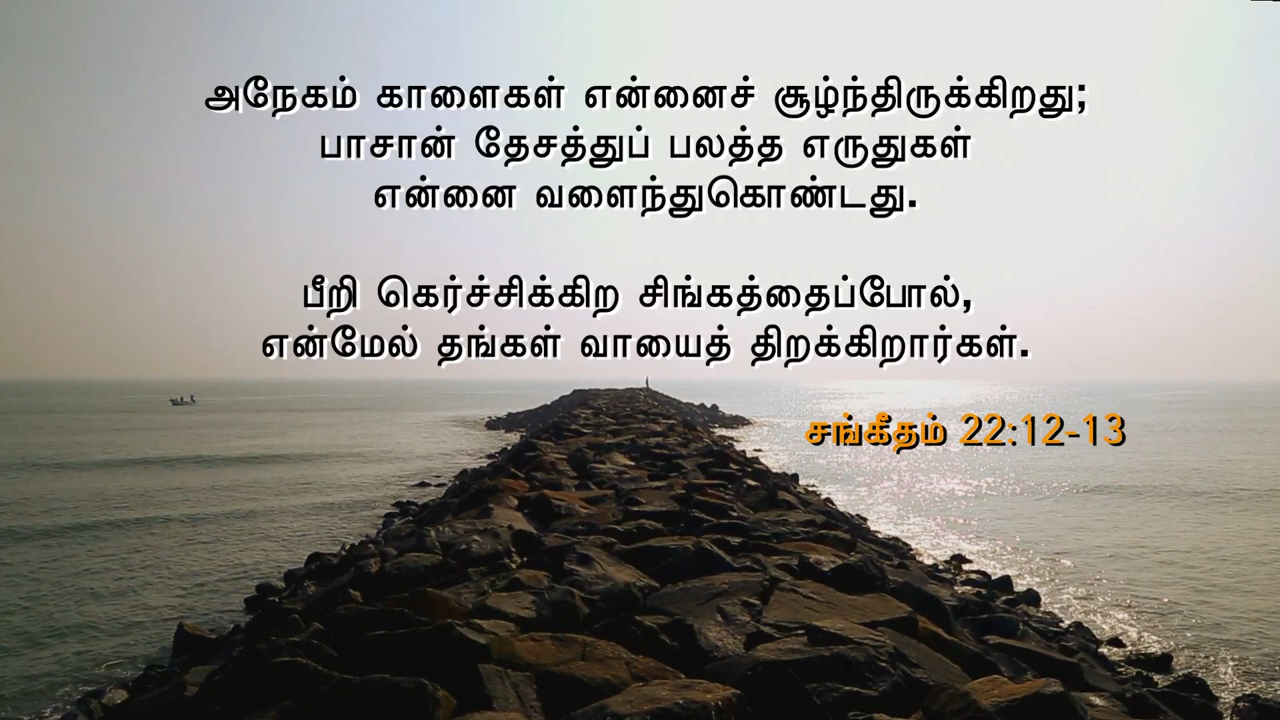 அநேகம் காளைகள் என்னைச் சூழ்ந்திருக்கிறது;
பாசான் தேசத்துப் பலத்த எருதுகள்
என்னை வளைந்துகொண்டது.
பீறி கெர்ச்சிக்கிற சிங்கத்தைப்போல்,
என்மேல் தங்கள் வாயைத் திறக்கிறார்கள்.
சங்கீதம் 22:12-13